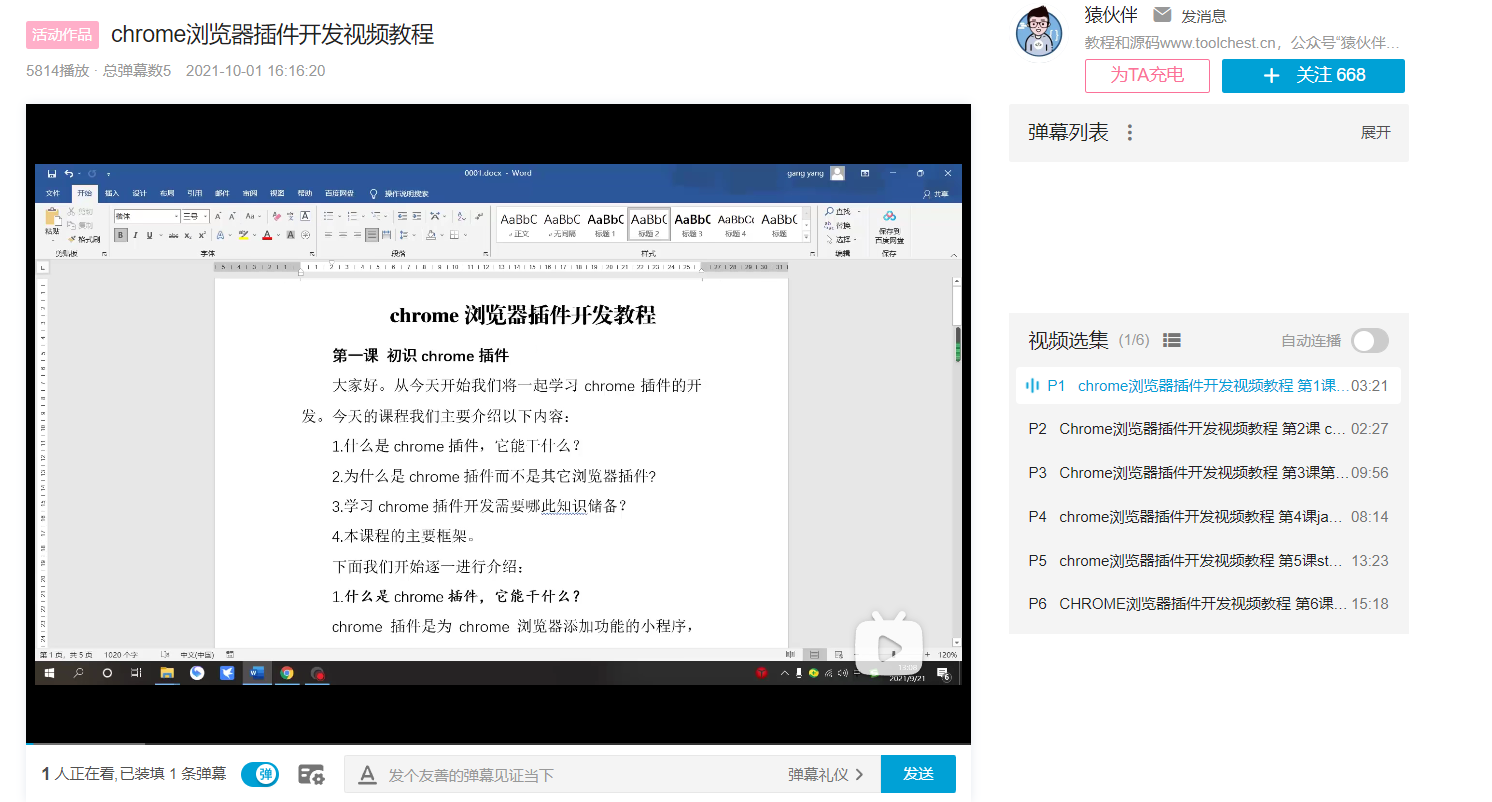 活动作品 chrome浏览器插件开发视频教程
5814播放 · 总弹幕数5 2021-10-01 16:16:20
猿伙伴 发消息
教程和源码www.toolchest.cn，公众号“猿伙伴…
为TA充电
+ 关注 668
弹幕列表
展开
0001.docx - Word
gang yang
文件 开始 插入 设计 布局 引用 邮件 审阅 视图 帮助 百度网盘 操作说明搜索
共享
粘贴
剪切
复制
格式刷
剪贴板
三号
字体
段落
AaBbC AaBbC AaBbC AaBbC AaBbC AaBbCc AaBbC
正文 无间隔 标题 1 标题 2 标题 3 标题 4 标题
样式
查找
替换
选择
编辑
保存到
百度网盘
保存
chrome 浏览器插件开发教程
第一课 初识 chrome 插件
大家好。从今天开始我们将一起学习 chrome 插件的开
发。今天的课程我们主要介绍以下内容：
1.什么是 chrome 插件，它能干什么？
2.为什么是 chrome 插件而不是其它浏览器插件?
3.学习 chrome 插件开发需要哪此知识储备？
4.本课程的主要框架。
下面我们开始逐一进行介绍：
1.什么是 chrome 插件，它能干什么？
chrome 插件是为 chrome 浏览器添加功能的小程序，
第 1 页，共 5 页 1020 个字 中文(中国)
120%
2021/9/21
1 人正在看,已装填 1 条弹幕
弹
发个友善的弹幕见证当下
弹幕礼仪 >
发送
视频选集 (1/6)
自动连播
P1 chrome浏览器插件开发视频教程 第1课… 03:21
P2 Chrome浏览器插件开发视频教程 第2课 c… 02:27
P3 Chrome浏览器插件开发视频教程 第3课第… 09:56
P4 chrome浏览器插件开发视频教程 第4课ja… 08:14
P5 chrome浏览器插件开发视频教程 第5课st… 13:23
P6 CHROME浏览器插件开发视频教程 第6课… 15:18